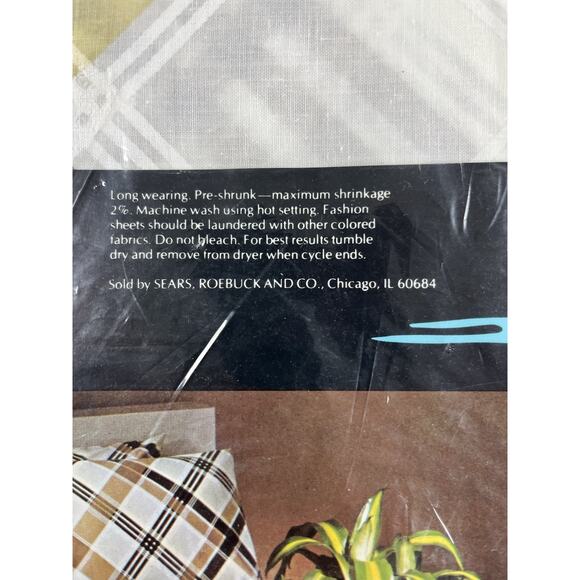 Long wearing. Pre-shrunk—maximum shrinkage
2%. Machine wash using hot setting. Fashion
sheets should be laundered with other colored
fabrics. Do not bleach. For best results tumble
dry and remove from dryer when cycle ends.
Sold by SEARS, ROEBUCK AND CO., Chicago, IL 60684